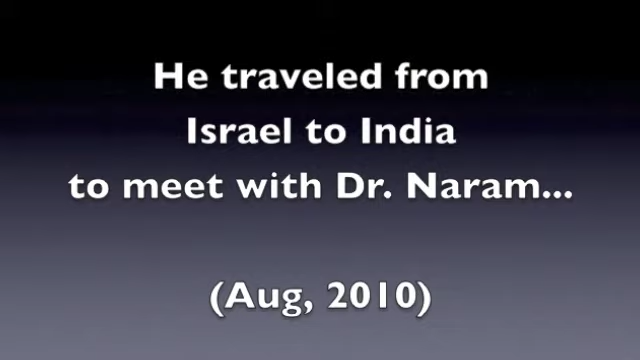 He traveled from
Israel to India
to meet with Dr. Naram...
(Aug, 2010)